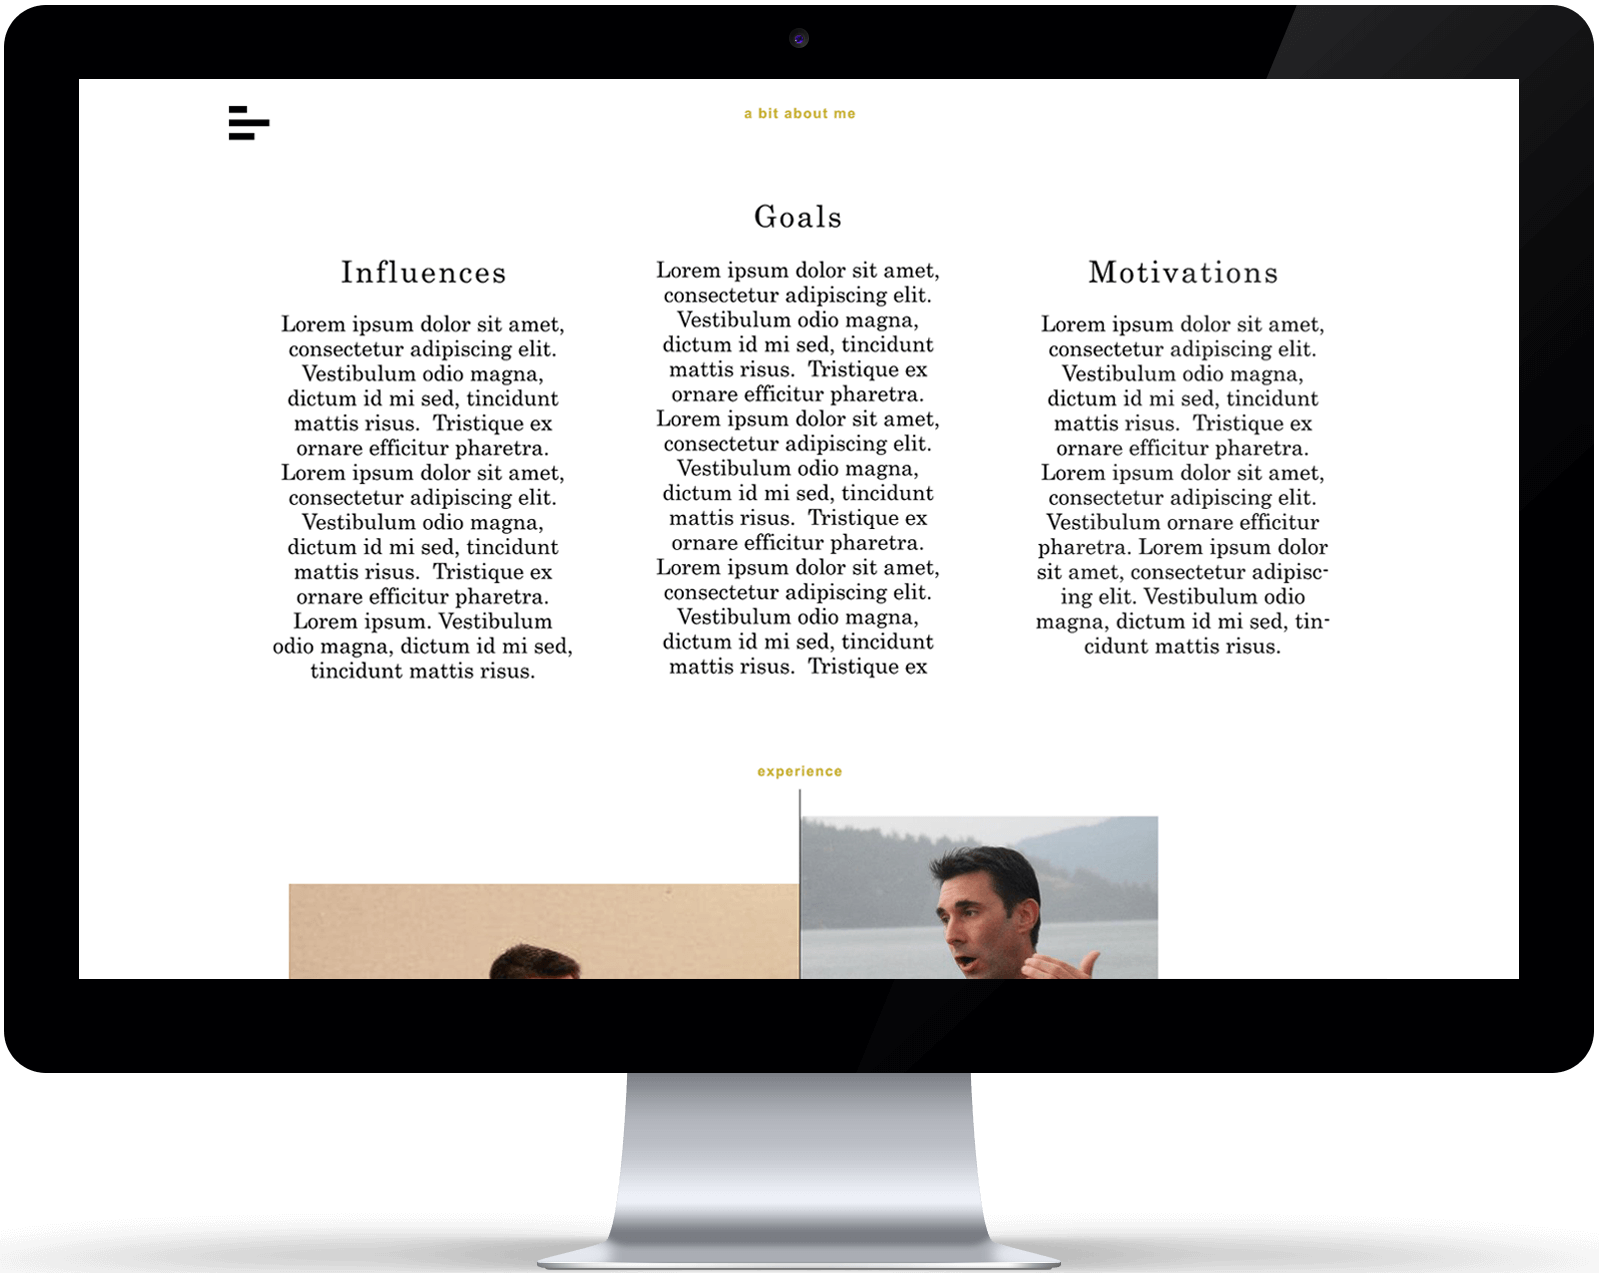 a bit about me
Goals
Lorem ipsum dolor sit amet,
consectetur adipiscing elit.
Vestibulum odio magna,
dictum id mi sed, tincidunt
mattis risus.  Tristique ex
ornare efficitur pharetra.
Lorem ipsum dolor sit amet,
consectetur adipiscing elit.
Vestibulum odio magna,
dictum id mi sed, tincidunt
mattis risus.  Tristique ex
ornare efficitur pharetra.
Lorem ipsum dolor sit amet,
consectetur adipiscing elit.
Vestibulum odio magna,
dictum id mi sed, tincidunt
mattis risus.  Tristique ex
Influences
Lorem ipsum dolor sit amet,
consectetur adipiscing elit.
Vestibulum odio magna,
dictum id mi sed, tincidunt
mattis risus.  Tristique ex
ornare efficitur pharetra.
Lorem ipsum dolor sit amet,
consectetur adipiscing elit.
Vestibulum odio magna,
dictum id mi sed, tincidunt
mattis risus.  Tristique ex
ornare efficitur pharetra.
Lorem ipsum. Vestibulum
odio magna, dictum id mi sed,
tincidunt mattis risus.
Motivations
Lorem ipsum dolor sit amet,
consectetur adipiscing elit.
Vestibulum odio magna,
dictum id mi sed, tincidunt
mattis risus.  Tristique ex
ornare efficitur pharetra.
Lorem ipsum dolor sit amet,
consectetur adipiscing elit.
Vestibulum ornare efficitur
pharetra. Lorem ipsum dolor
sit amet, consectetur adipisc-
ing elit. Vestibulum odio
magna, dictum id mi sed, tin-
cidunt mattis risus.
experience